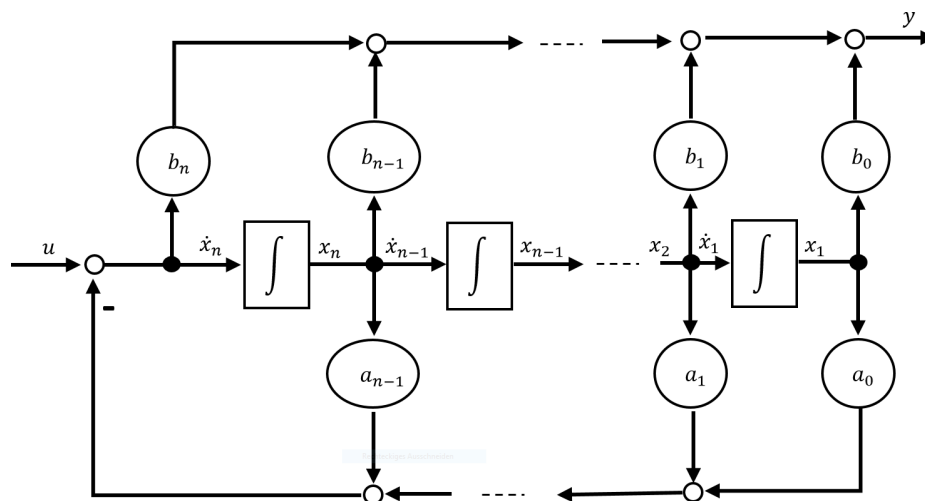 y
b_n b_{n-1} b_1 b_0
u ẋ_n ∫ x_n ẋ_{n-1} ∫ x_{n-1} x_2 ẋ_1 ∫ x_1
-
a_{n-1} a_1 a_0